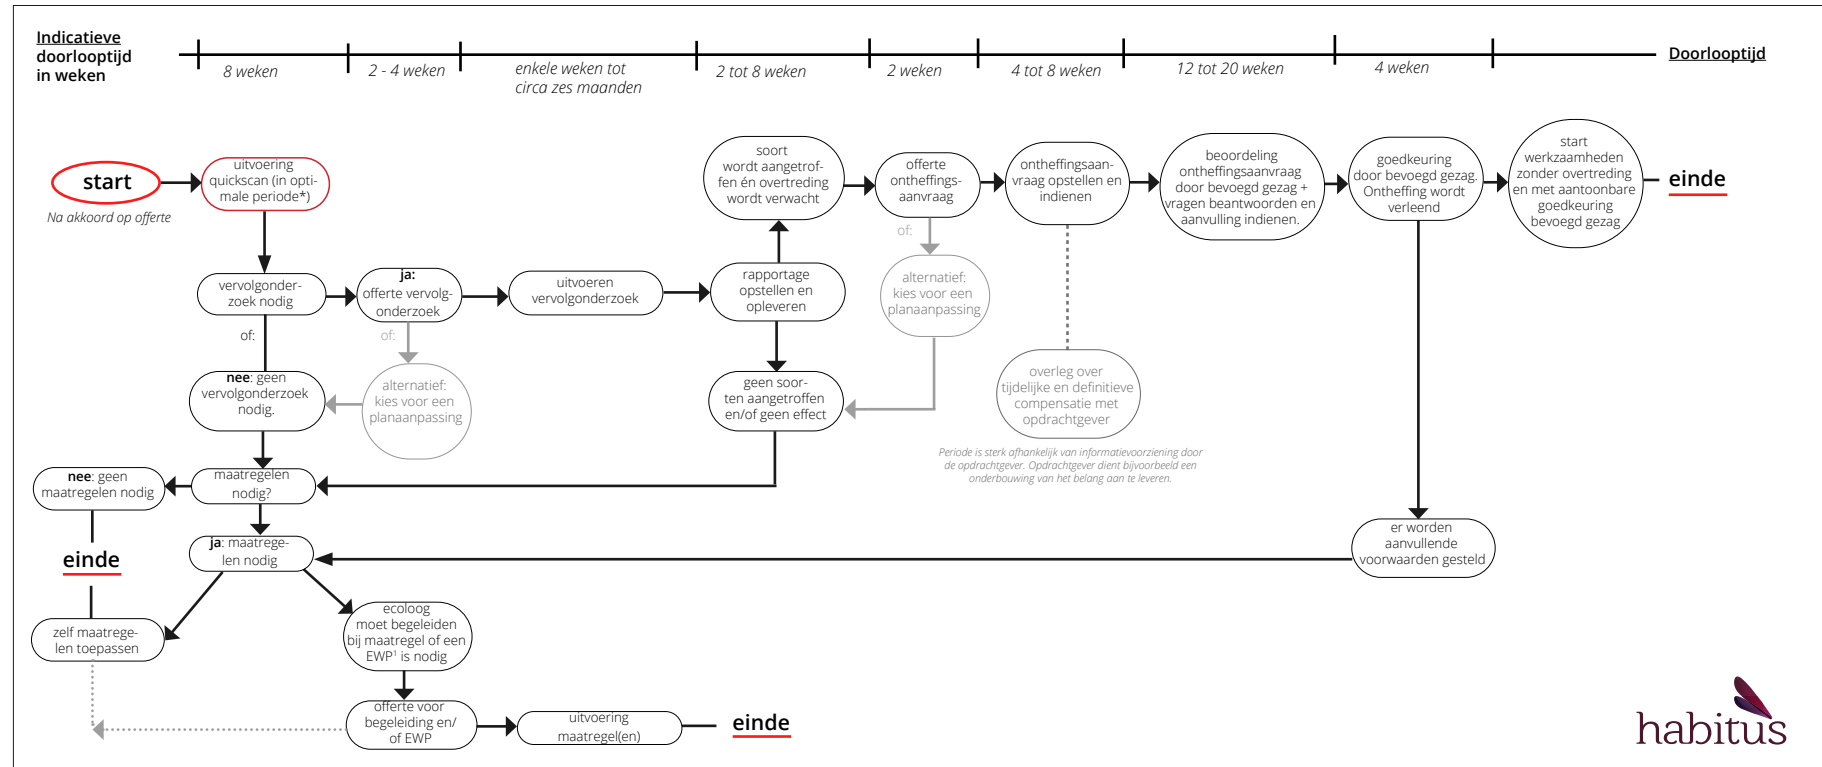 Indicatieve
doorlooptijd
in weken
8 weken
2 - 4 weken
enkele weken tot
circa zes maanden
2 tot 8 weken
2 weken
4 tot 8 weken
12 tot 20 weken
4 weken
Doorlooptijd
start
Na akkoord op offerte
uitvoering
quickscan (in opti-
male periode*)
soort
wordt aangetrof-
fen én overtreding
wordt verwacht
offerte
ontheffings-
aanvraag
ontheffingsaan-
vraag opstellen en
indienen
beoordeling
ontheffingsaanvraag
door bevoegd gezag +
vragen beantwoorden en
aanvulling indienen.
goedkeuring
door bevoegd gezag.
Ontheffing wordt
verleend
start
werkzaamheden
zonder overtreding
en met aantoonbare
goedkeuring
bevoegd gezag
einde
of:
vervolgonder-
zoek nodig
ja:
offerte vervolg-
onderzoek
uitvoeren
vervolgonderzoek
rapportage
opstellen en
opleveren
alternatief:
kies voor een
planaanpassing
of:
of:
nee: geen
vervolgonderzoek
nodig.
alternatief:
kies voor een
planaanpassing
geen soor-
ten aangetroffen
en/of geen effect
overleg over
tijdelijke en definitieve
compensatie met
opdrachtgever
Periode is sterk afhankelijk van informatievoorziening door
de opdrachtgever. Opdrachtgever dient bijvoorbeeld een
onderbouwing van het belang aan te leveren.
nee: geen
maatregelen nodig
maatregelen
nodig?
einde
ja: maatrege-
len nodig
er worden
aanvullende
voorwaarden gesteld
zelf maatrege-
len toepassen
ecoloog
moet begeleiden
bij maatregel of een
EWP¹ is nodig
offerte voor
begeleiding en/
of EWP
uitvoering
maatregel(en)
einde
habitus